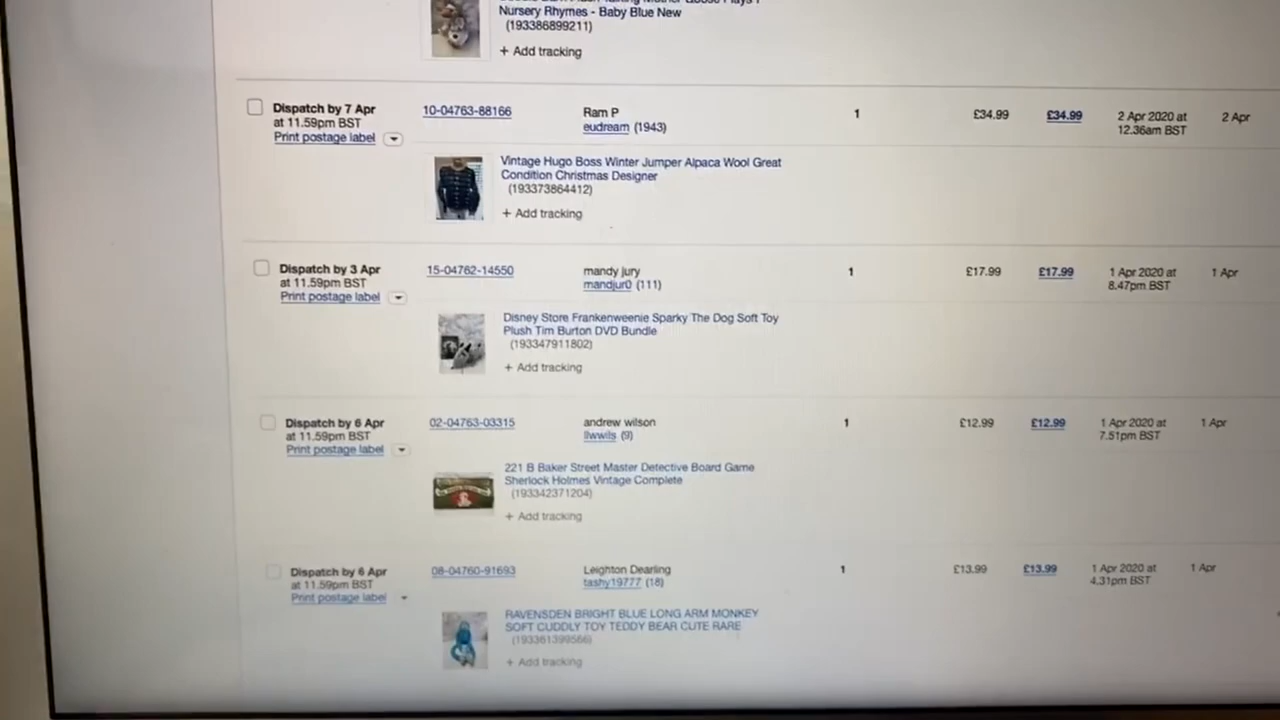 Nursery Rhymes - Baby Blue New
(193386899211)
+ Add tracking
Dispatch by 7 Apr
at 11.59pm BST
Print postage label
10-04763-88166
Ram P
eudream (1943)
1
£34.99
£34.99
2 Apr 2020 at
12.36am BST
2 Apr
Vintage Hugo Boss Winter Jumper Alpaca Wool Great
Condition Christmas Designer
(193373864412)
+ Add tracking
Dispatch by 3 Apr
at 11.59pm BST
Print postage label
15-04762-14550
mandy jury
mandjur0 (111)
1
£17.99
£17.99
1 Apr 2020 at
8.47pm BST
1 Apr
Disney Store Frankenweenie Sparky The Dog Soft Toy
Plush Tim Burton DVD Bundle
(193347911802)
+ Add tracking
Dispatch by 6 Apr
at 11.59pm BST
Print postage label
02-04763-03315
andrew wilson
(9)
1
£12.99
£12.99
1 Apr 2020 at
7.51pm BST
1 Apr
221 B Baker Street Master Detective Board Game
Sherlock Holmes Vintage Complete
(193342371204)
+ Add tracking
Dispatch by 6 Apr
at 11.59pm BST
Print postage label
08-04760-91693
Leighton Dearling
tashy19777 (18)
1
£13.99
£13.99
1 Apr 2020 at
4.31pm BST
1 Apr
RAVENSDEN BRIGHT BLUE LONG ARM MONKEY
SOFT CUDDLY TOY TEDDY BEAR CUTE RARE
(193361399566)
+ Add tracking